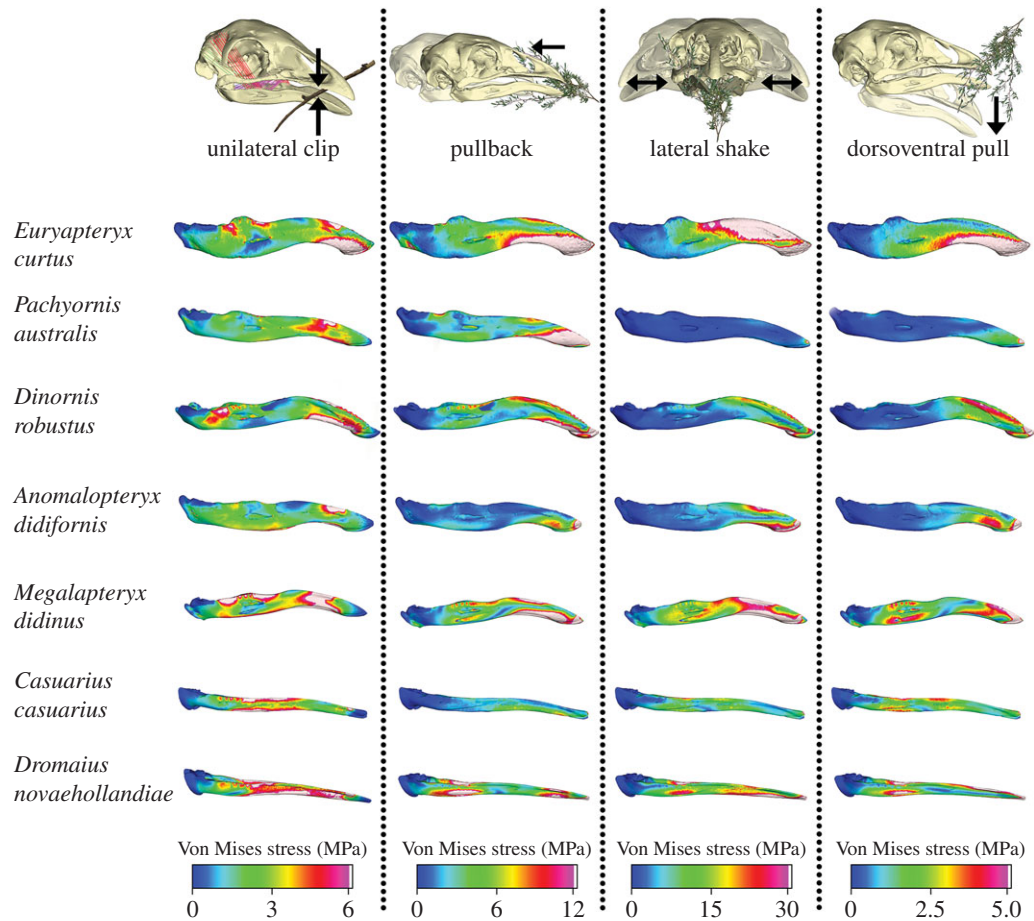 unilateral clip
pullback
lateral shake
dorsoventral pull
Euryapteryx
curtus
Pachyornis
australis
Dinornis
robustus
Anomalopteryx
didifornis
Megalapteryx
didinus
Casuarius
casuarius
Dromaius
novaehollandiae
Von Mises stress (MPa)
0 3 6
Von Mises stress (MPa)
0 6 12
Von Mises stress (MPa)
0 15 30
Von Mises stress (MPa)
0 2.5 5.0